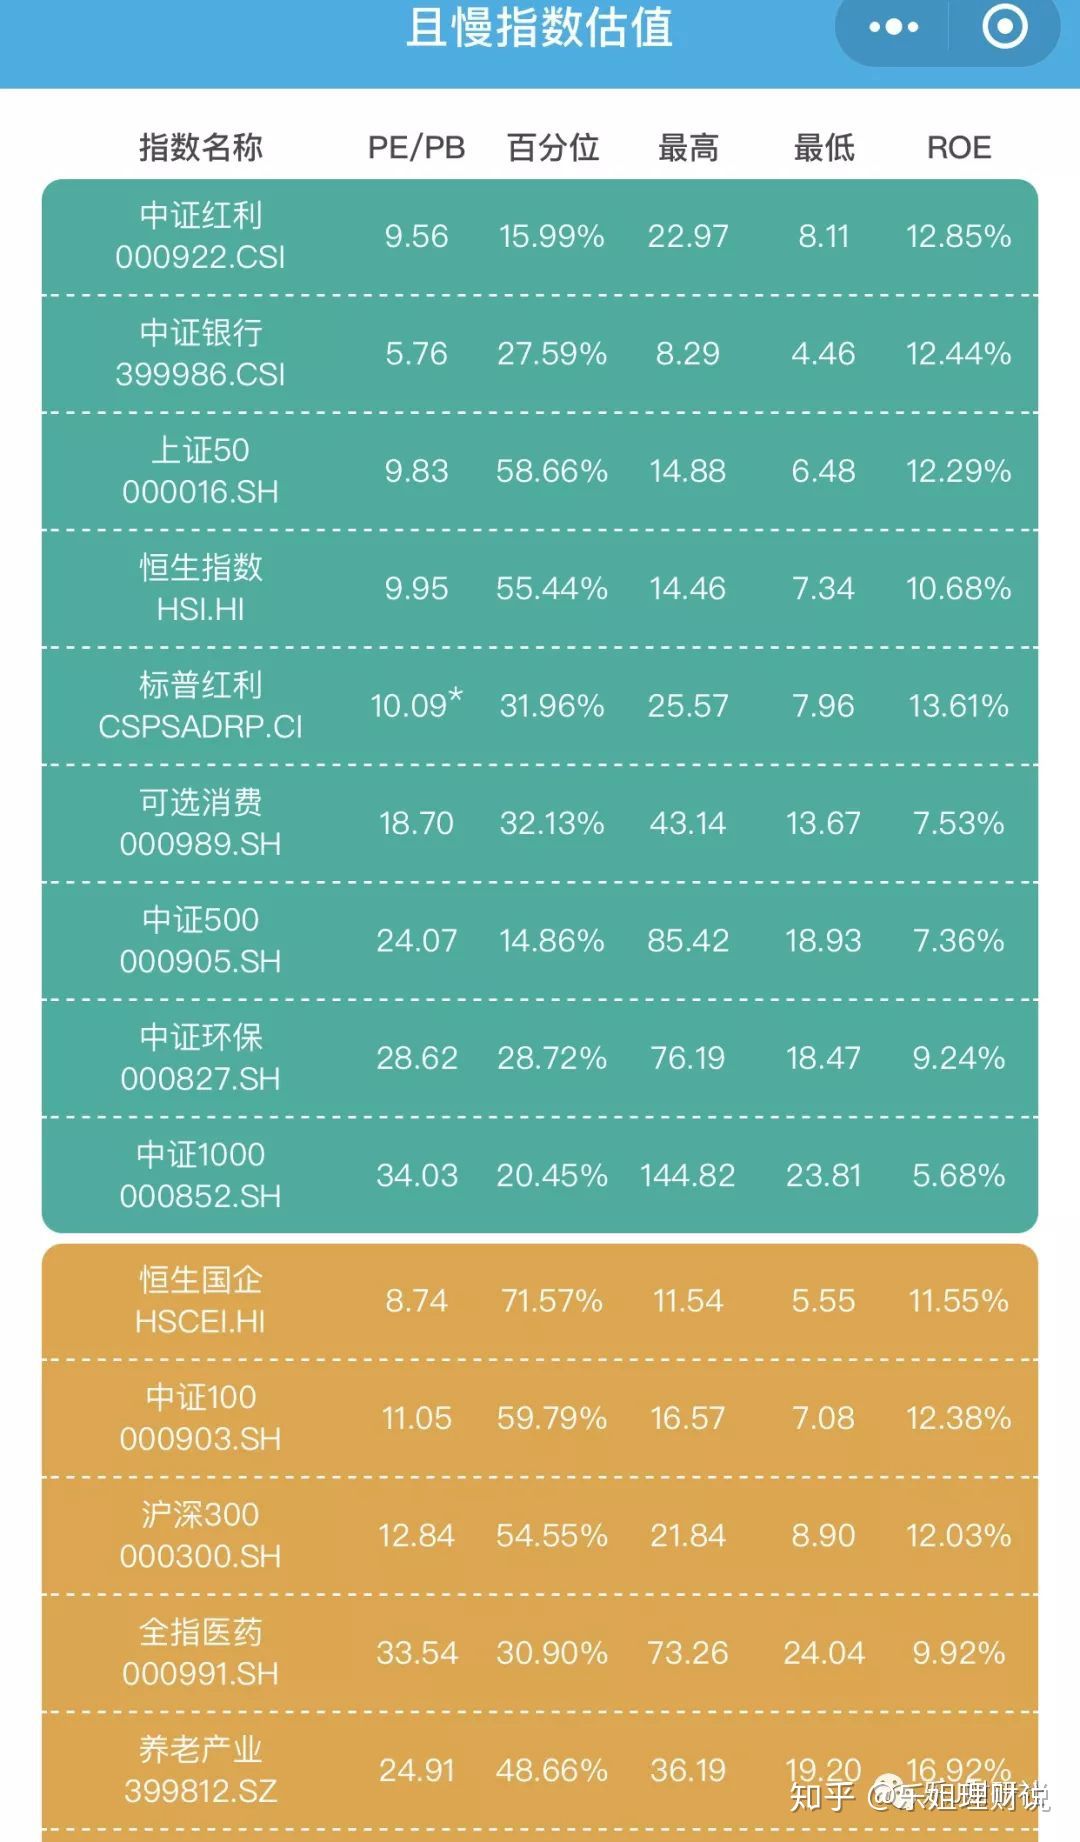 且慢指数估值
指数名称 PE/PB 百分位 最高 最低 ROE
中证红利
000922.CSI 9.56 15.99% 22.97 8.11 12.85%
中证银行
399986.CSI 5.76 27.59% 8.29 4.46 12.44%
上证50
000016.SH 9.83 58.66% 14.88 6.48 12.29%
恒生指数
HSI.HI 9.95 55.44% 14.46 7.34 10.68%
标普红利
CSPSADRP.CI 10.09* 31.96% 25.57 7.96 13.61%
可选消费
000989.SH 18.70 32.13% 43.14 13.67 7.53%
中证500
000905.SH 24.07 14.86% 85.42 18.93 7.36%
中证环保
000827.SH 28.62 28.72% 76.19 18.47 9.24%
中证1000
000852.SH 34.03 20.45% 144.82 23.81 5.68%
恒生国企
HSCEI.HI 8.74 71.57% 11.54 5.55 11.55%
中证100
000903.SH 11.05 59.79% 16.57 7.08 12.38%
沪深300
000300.SH 12.84 54.55% 21.84 8.90 12.03%
全指医药
000991.SH 33.54 30.90% 73.26 24.04 9.92%
养老产业
399812.SZ 24.91 48.66% 36.19 19.20 16.92%
知乎 @乐姐理财说